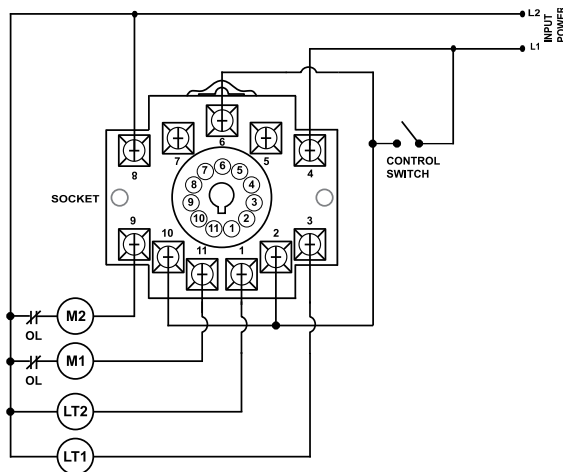 L2
INPUT
POWER
L1
6
7
5
8
4
CONTROL
SWITCH
6
7
5
8
4
9
3
10
2
11
1
SOCKET
9
10
11
1
2
3
M2
OL
M1
OL
LT2
LT1